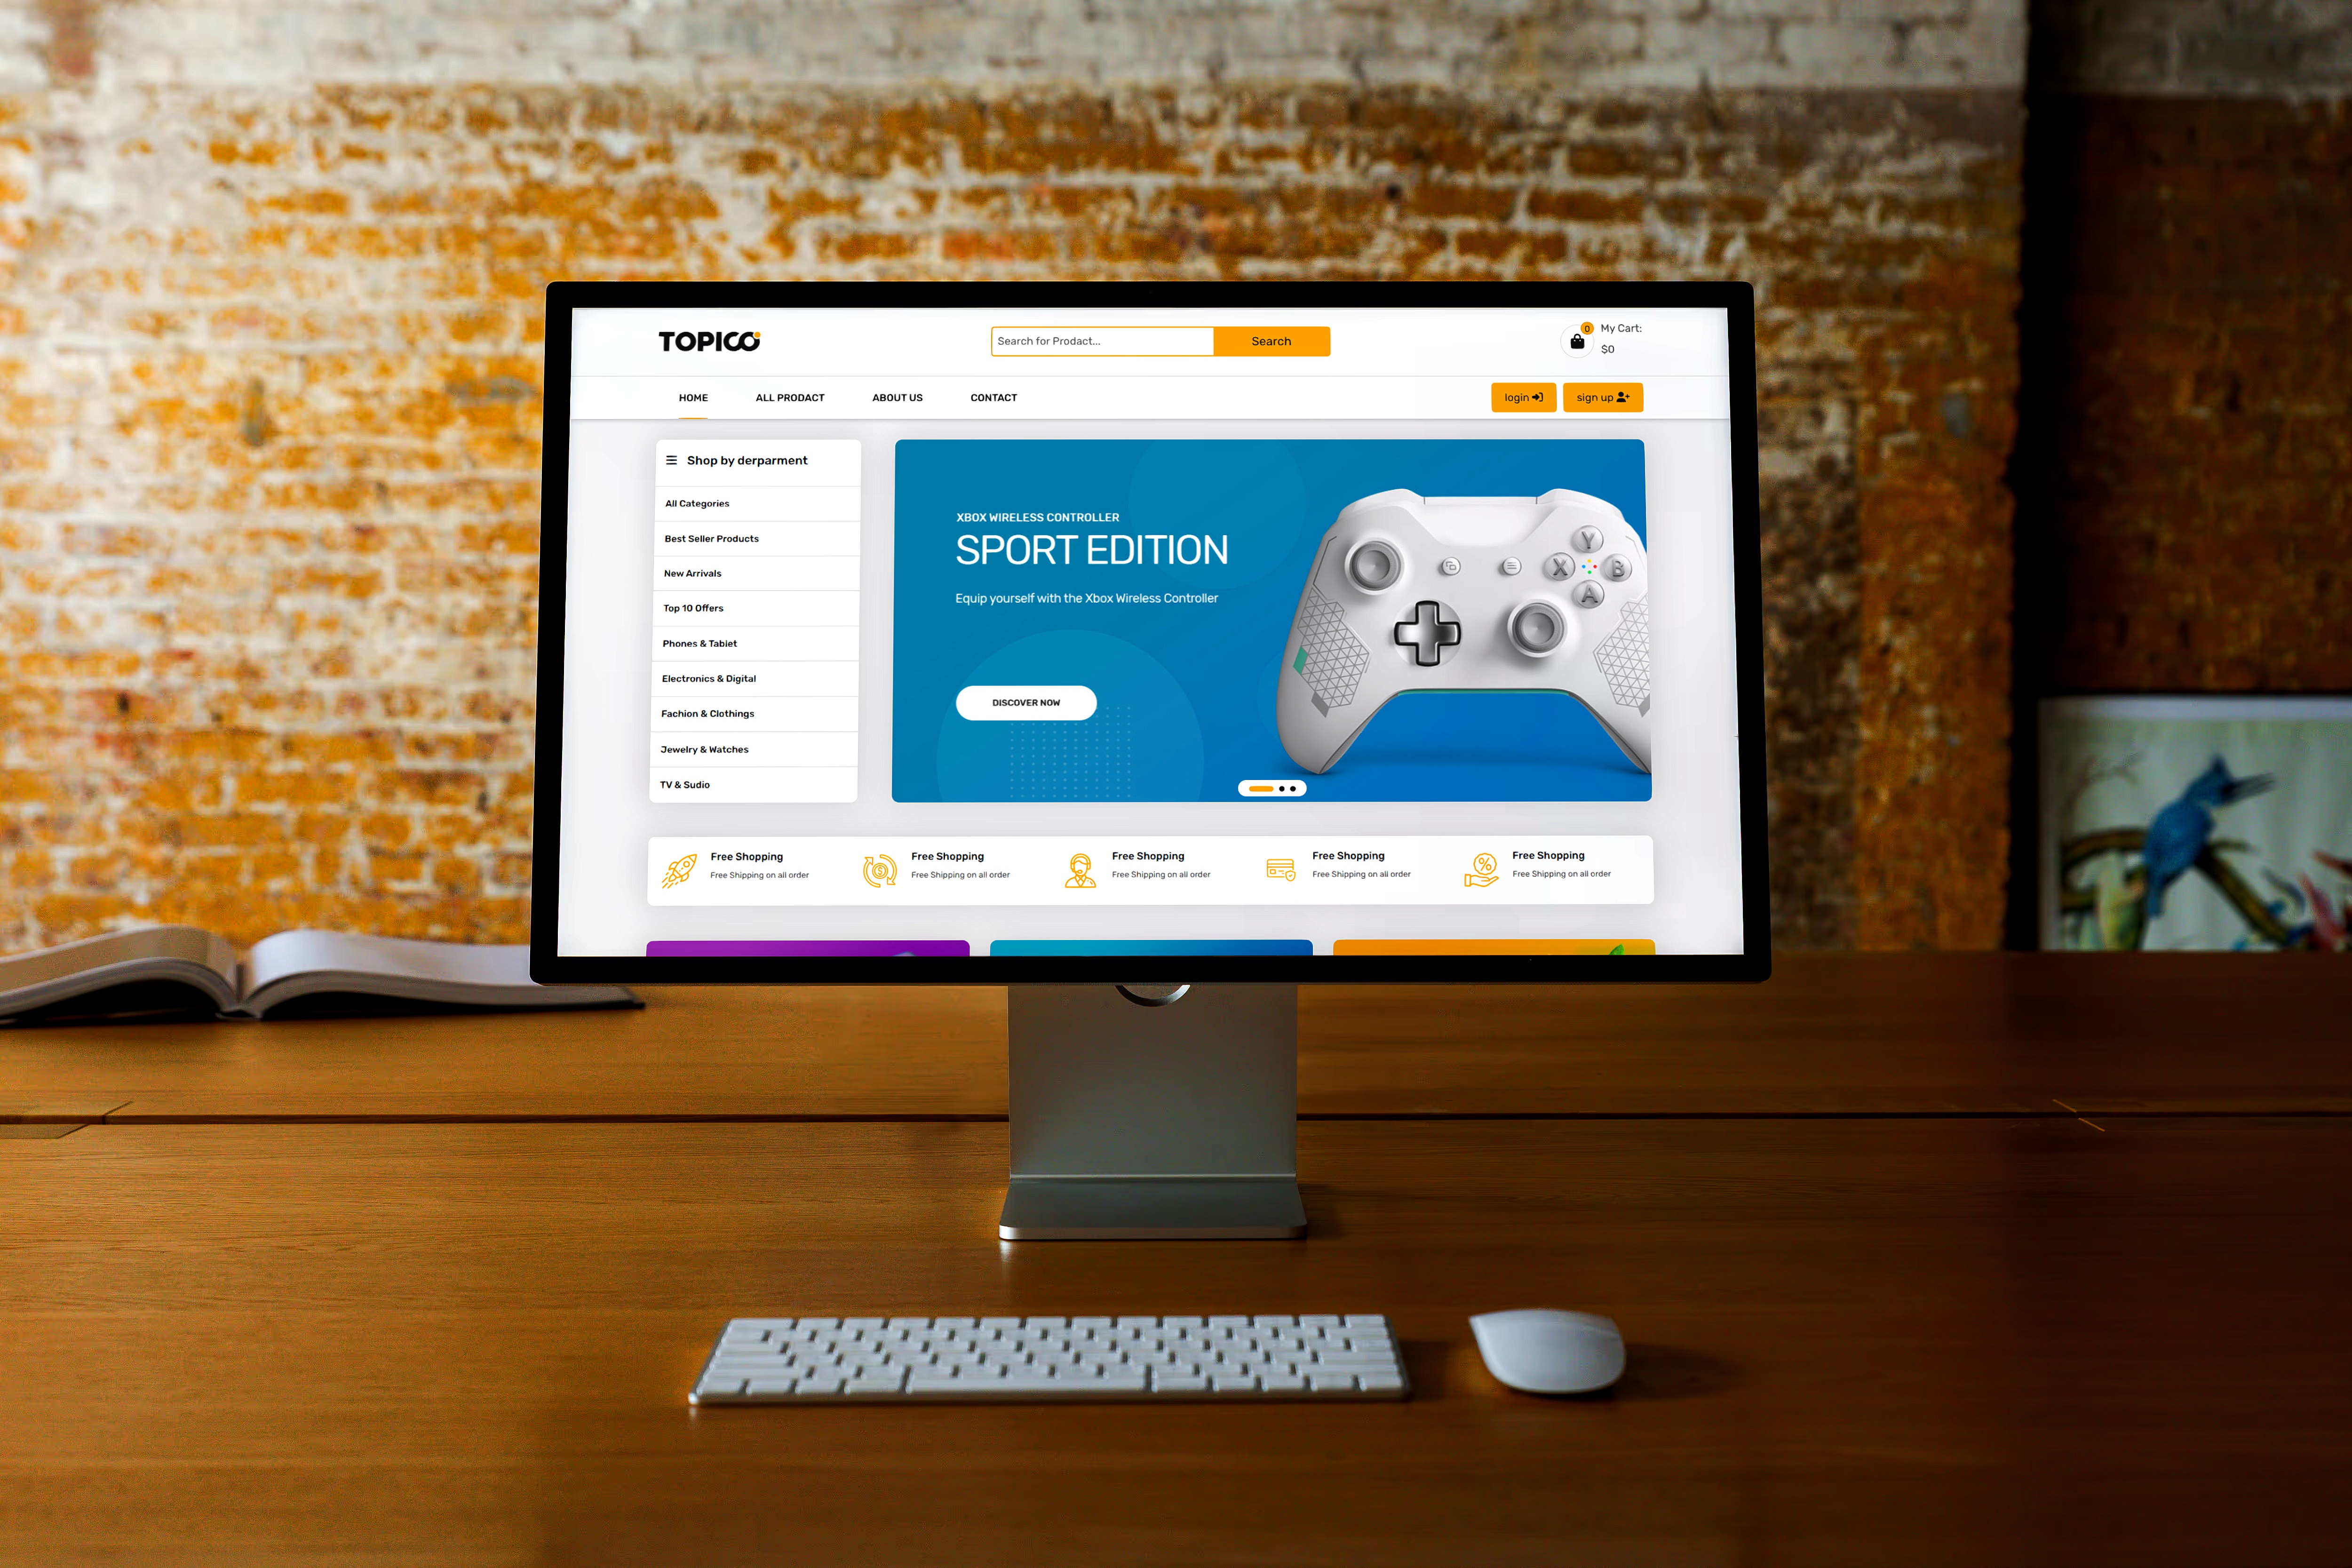 TOPICO
Search for Prodact...
Search
0
My Cart:
$0
HOME
ALL PRODACT
ABOUT US
CONTACT
login
sign up
Shop by derparment
All Categories
Best Seller Products
New Arrivals
Top 10 Offers
Phones & Tabiet
Electronics & Digital
Fachion & Clothings
Jewelry & Watches
TV & Sudio
XBOX WIRELESS CONTROLLER
SPORT EDITION
Equip yourself with the Xbox Wireless Controller
DISCOVER NOW
Y
X
B
A
Free Shopping
Free Shipping on all order
Free Shopping
Free Shipping on all order
Free Shopping
Free Shipping on all order
Free Shopping
Free Shipping on all order
Free Shopping
Free Shipping on all order